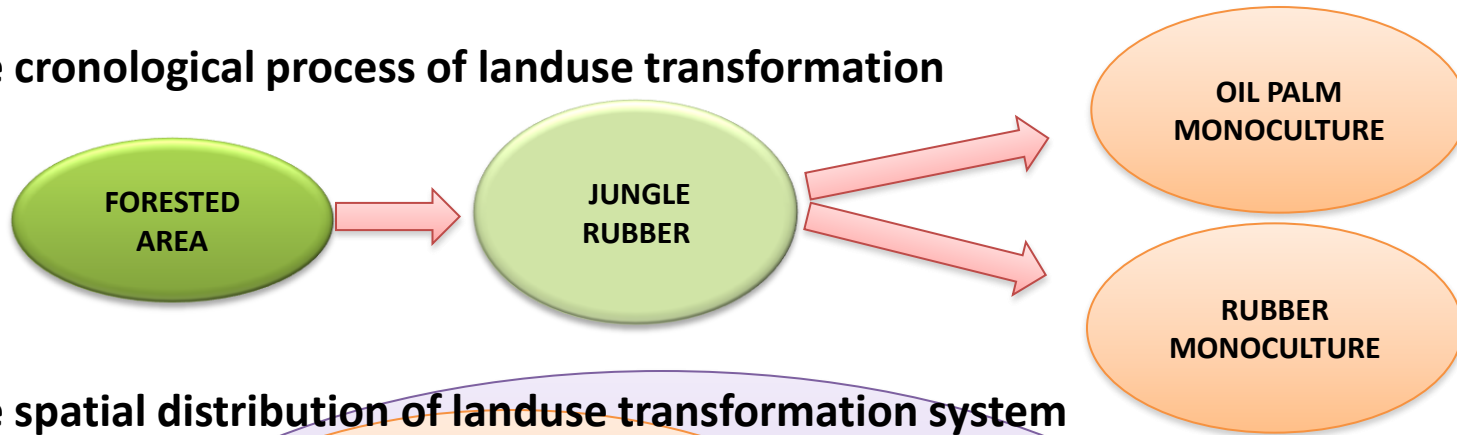 e cronological process of landuse transformation
OIL PALM
MONOCULTURE
FORESTED
AREA
JUNGLE
RUBBER
RUBBER
MONOCULTURE
e spatial distribution of landuse transformation system